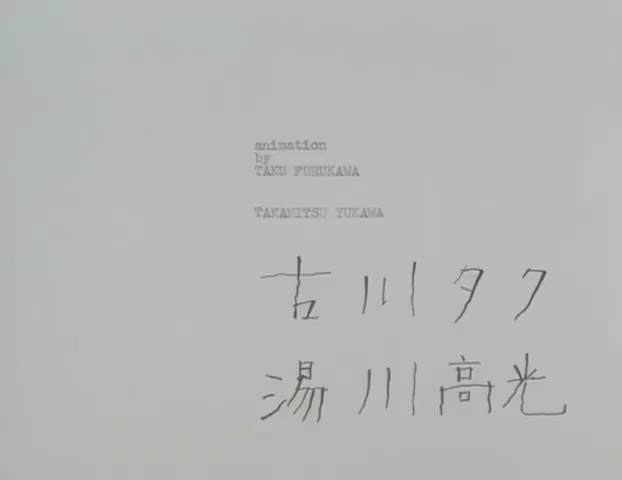 animation
by
TAKU FURUKAWA
TAKAMITSU YUKAWA
古川タク
湯川高光